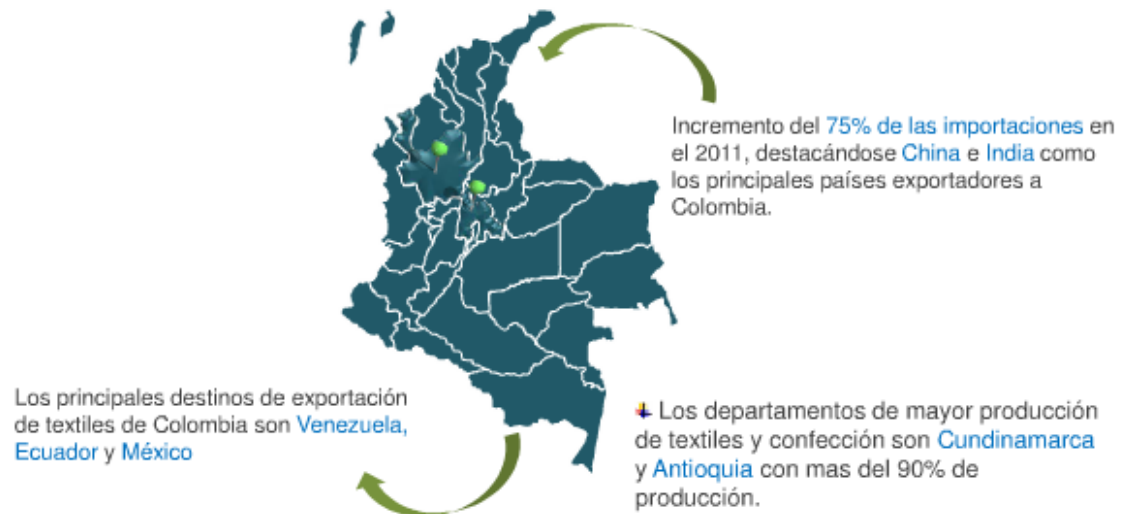 Incremento del 75% de las importaciones en
el 2011, destacándose China e India como
los principales países exportadores a
Colombia.
Los principales destinos de exportación
de textiles de Colombia son Venezuela,
Ecuador y México
Los departamentos de mayor producción
de textiles y confección son Cundinamarca
y Antioquia con mas del 90% de
producción.